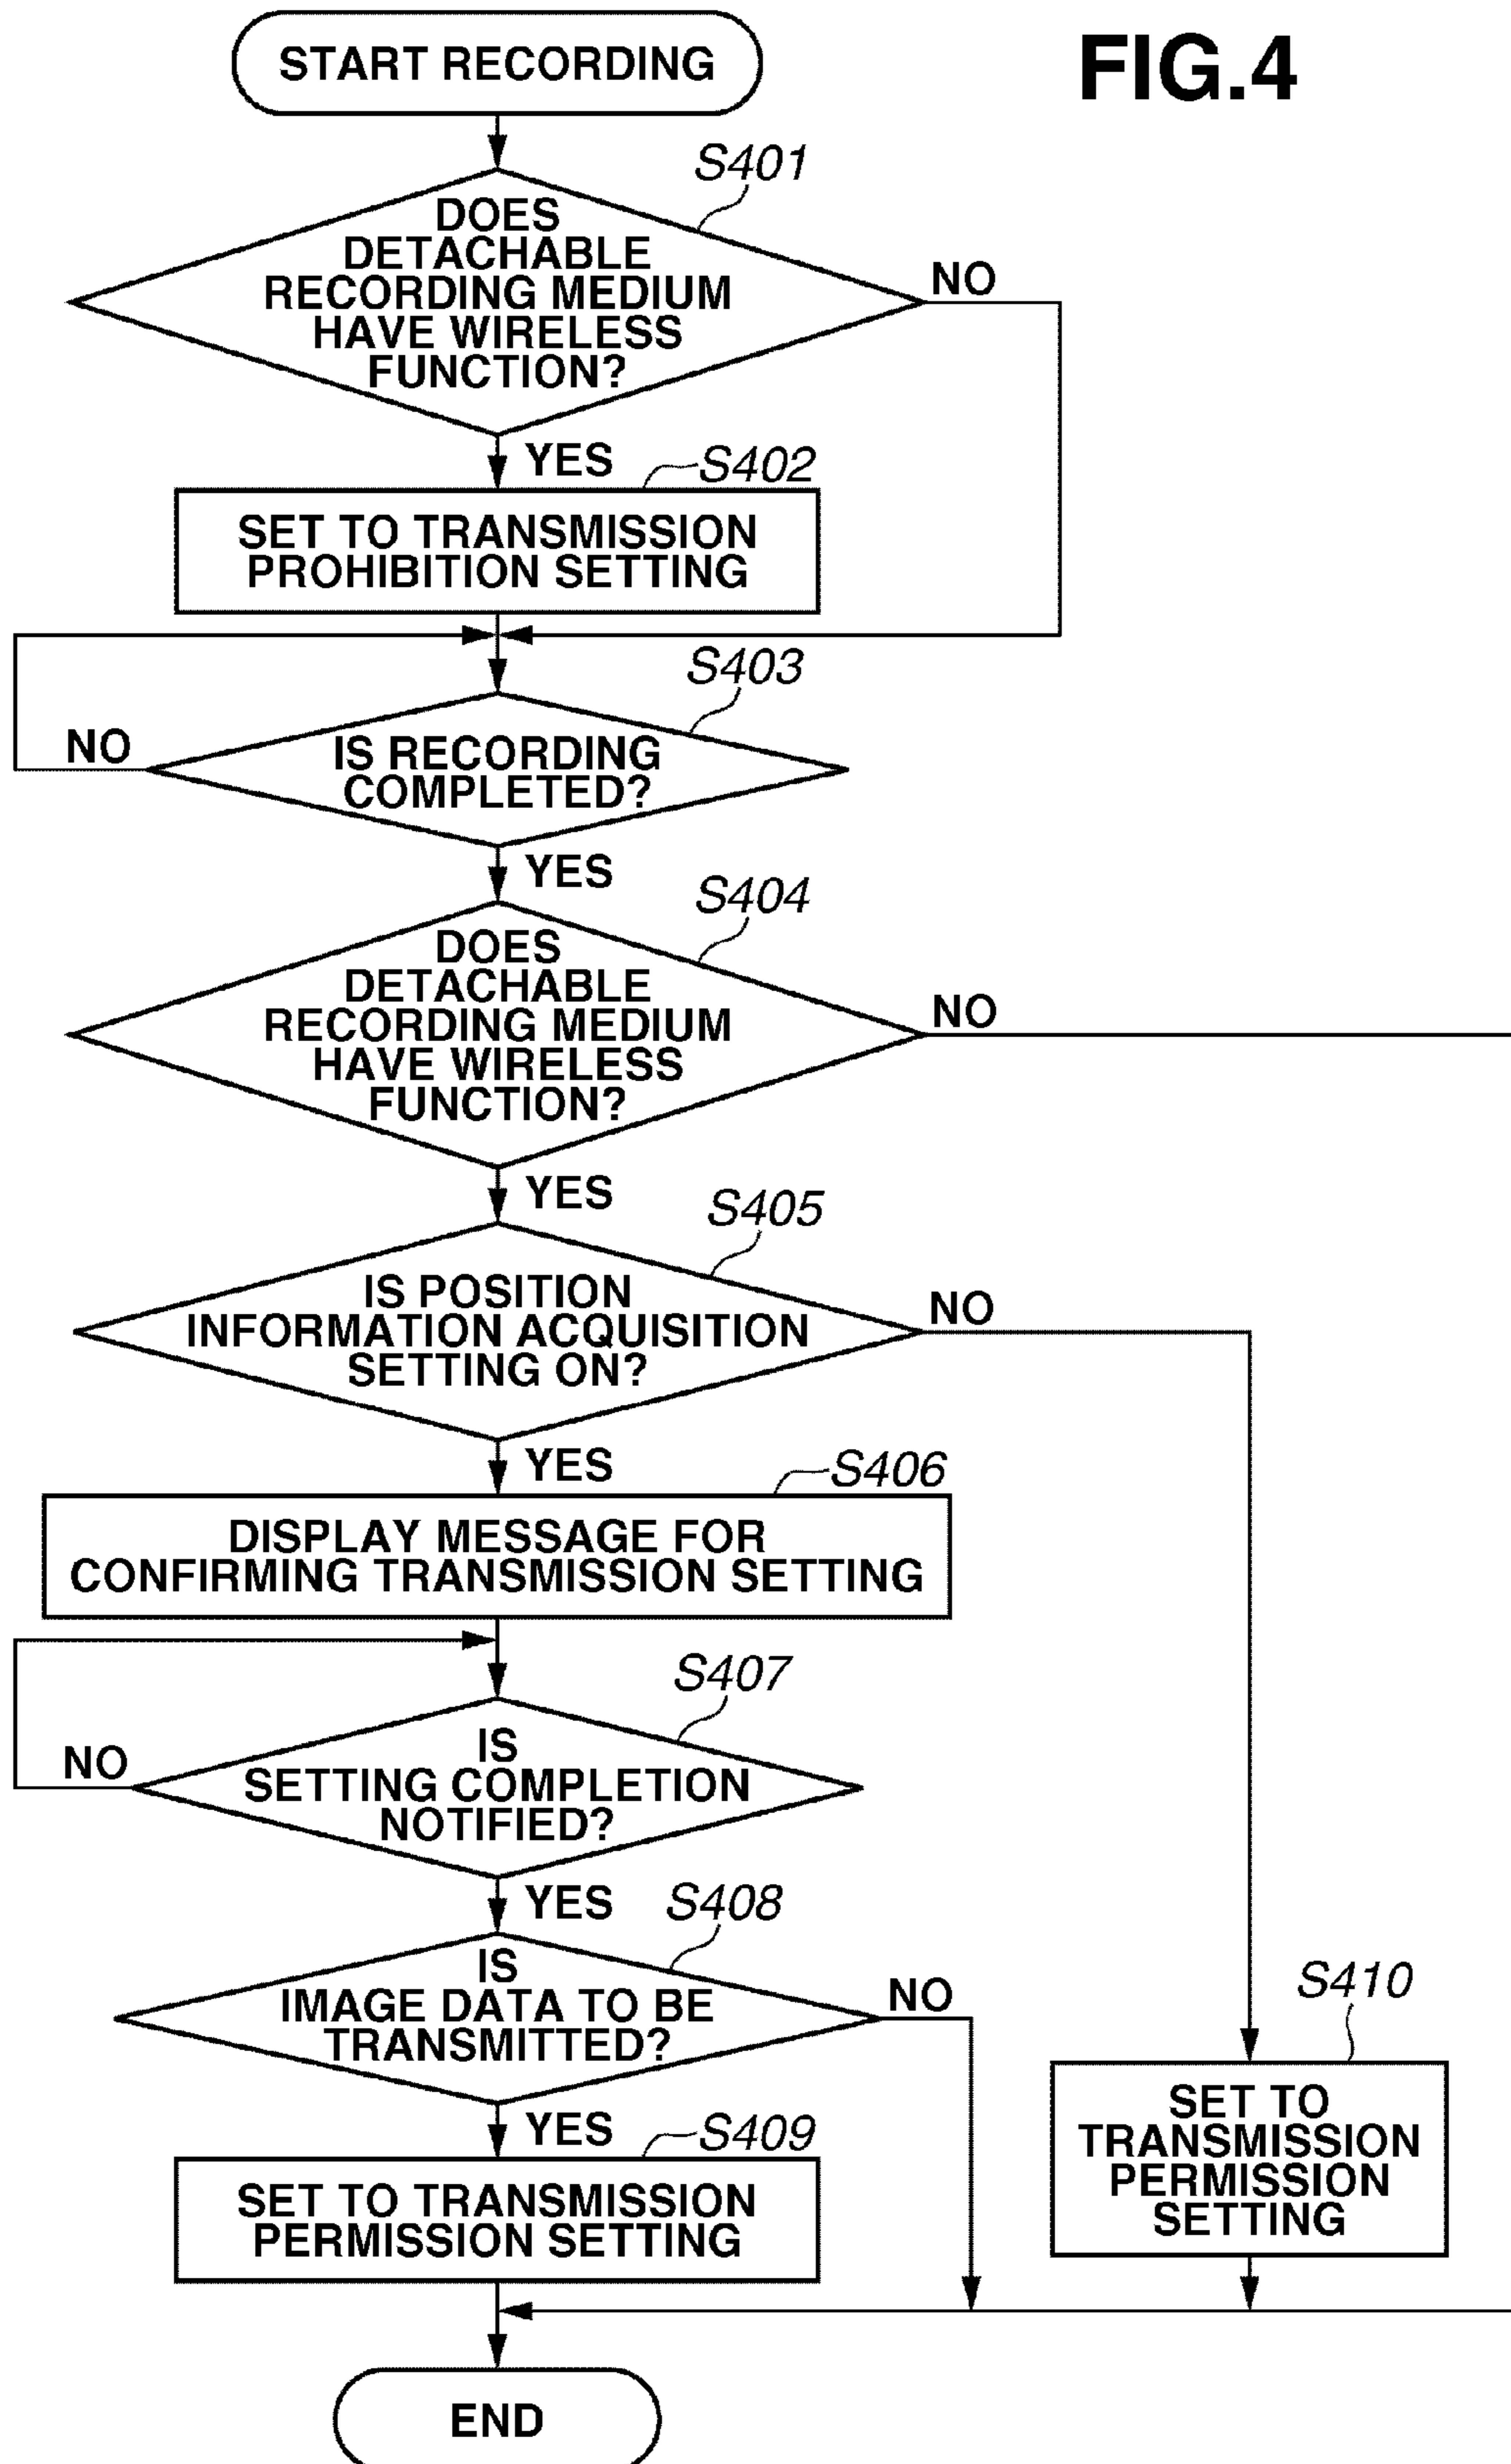 FIG.4
START RECORDING
S401
DOES
DETACHABLE
RECORDING MEDIUM
HAVE WIRELESS
FUNCTION?
NO
YES
S402
SET TO TRANSMISSION
PROHIBITION SETTING
S403
IS RECORDING
COMPLETED?
NO
YES
S404
DOES
DETACHABLE
RECORDING MEDIUM
HAVE WIRELESS
FUNCTION?
NO
YES
S405
IS POSITION
INFORMATION ACQUISITION
SETTING ON?
NO
YES
S406
DISPLAY MESSAGE FOR
CONFIRMING TRANSMISSION SETTING
S407
IS
SETTING COMPLETION
NOTIFIED?
NO
YES
S408
IS
IMAGE DATA TO BE
TRANSMITTED?
NO
YES
S409
SET TO TRANSMISSION
PERMISSION SETTING
S410
SET TO
TRANSMISSION
PERMISSION
SETTING
END